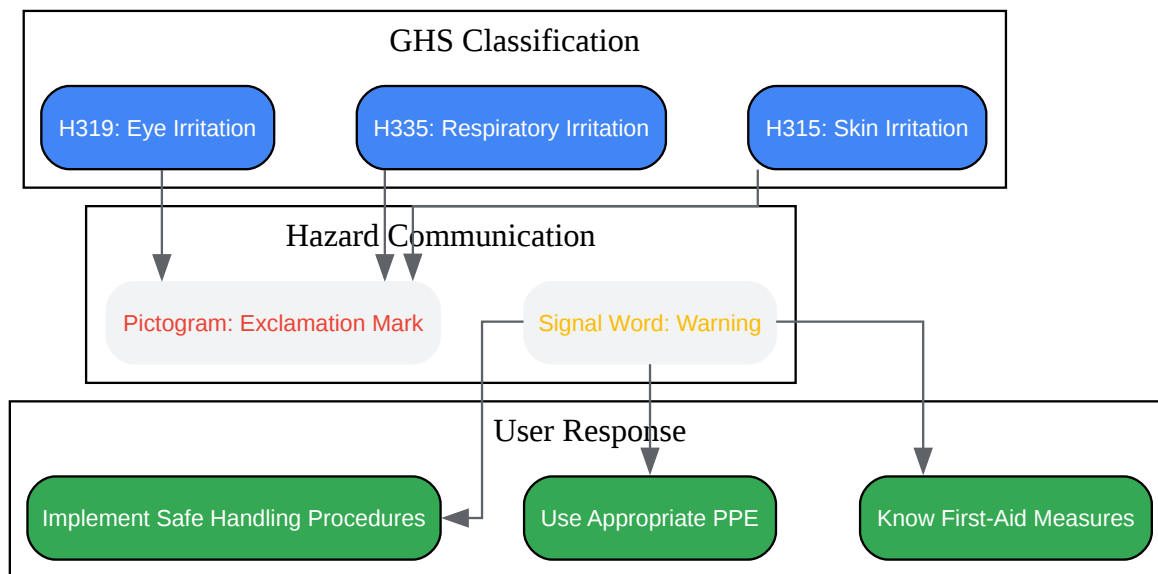 GHS Classification
H319: Eye Irritation
H335: Respiratory Irritation
H315: Skin Irritation
Hazard Communication
Pictogram: Exclamation Mark
Signal Word: Warning
User Response
Implement Safe Handling Procedures
Use Appropriate PPE
Know First-Aid Measures